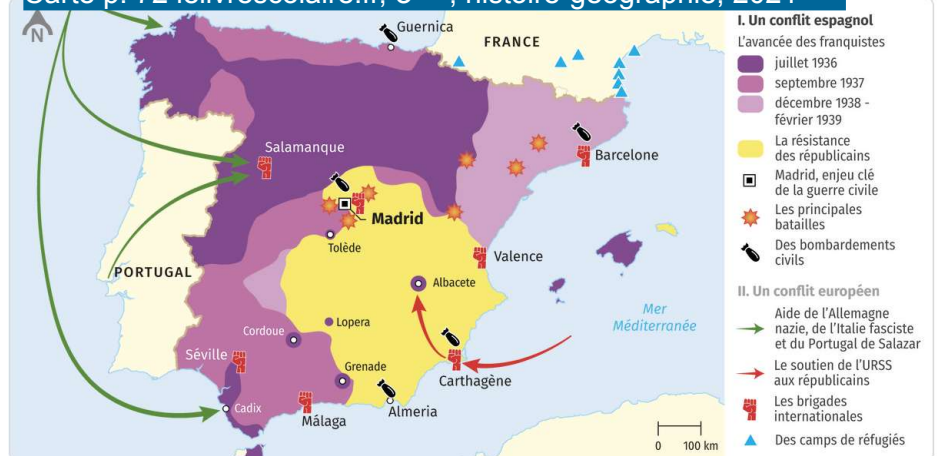 N
Guernica
FRANCE
Salamanque
Barcelone
Madrid
Tolède
PORTUGAL
Valence
Albacete
Mer
Méditerranée
Lopera
Cordoue
Séville
Grenade
Carthagène
Cadix
Málaga
Almeria
0 100 km
I. Un conflit espagnol
L'avancée des franquistes
juillet 1936
septembre 1937
décembre 1938 -
février 1939
La résistance
des républicains
Madrid, enjeu clé
de la guerre civile
Les principales
batailles
Des bombardements
civils
II. Un conflit européen
Aide de l'Allemagne
nazie, de l'Italie fasciste
et du Portugal de Salazar
Le soutien de l'URSS
aux républicains
Les brigades
internationales
Des camps de réfugiés